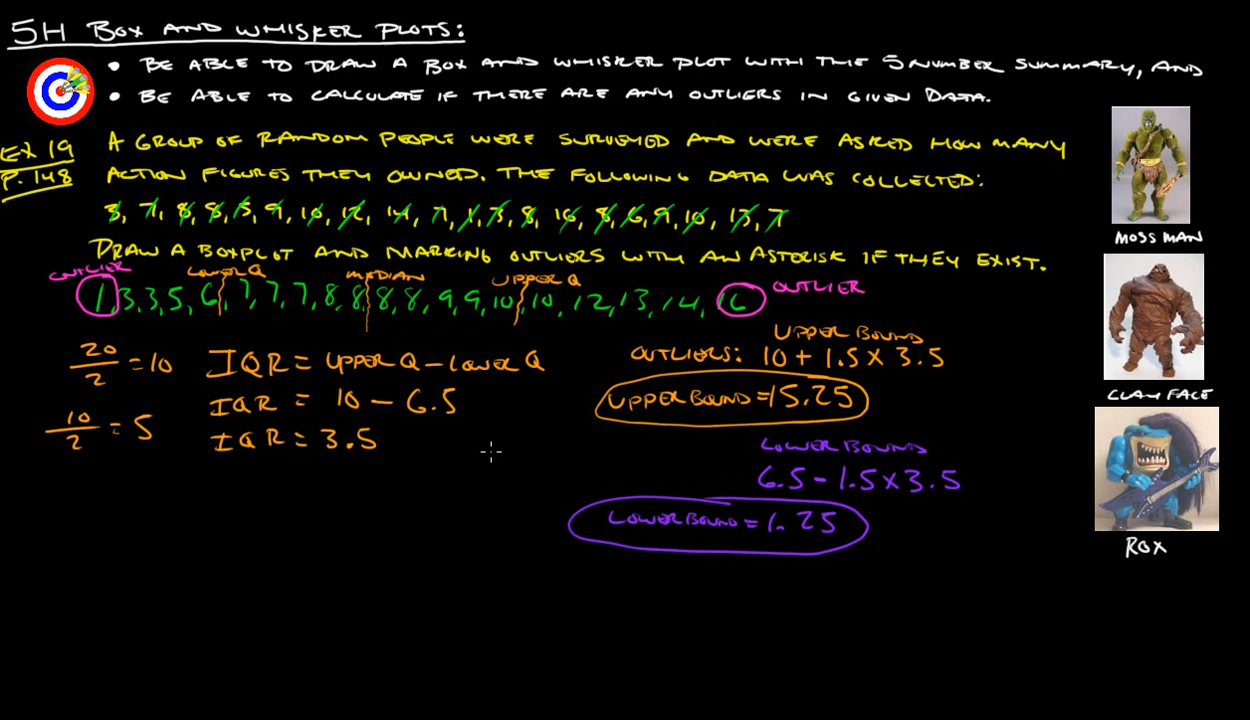 5H BOX AND WHISKER PLOTS:
• BE ABLE TO DRAW A BOX AND WHISKER PLOT WITH THE 5 NUMBER SUMMARY, AND
• BE ABLE TO CALCULATE IF THERE ARE ANY OUTLIERS IN GIVEN DATA.
EX 19 A GROUP OF RANDOM PEOPLE WERE SURVEYED AND WERE ASKED HOW MANY
P. 148 ACTION FIGURES THEY OWNED. THE FOLLOWING DATA WAS COLLECTED:
3, 7, 8, 8, 5, 9, 10, 12, 14, 7, 1, 3, 8, 16, 8, 6, 9, 10, 13, 7
DRAW A BOXPLOT AND MARKING OUTLIERS WITH AN ASTERISK IF THEY EXIST.
OUTLIER LOWER Q MEDIAN UPPER Q
1, 3, 3, 5, 6, 7, 7, 7, 8, 8, 8, 8, 9, 9, 10, 10, 12, 13, 14, 16 OUTLIER
20/2 = 10
10/2 = 5
IQR = UPPER Q - LOWER Q
IQR = 10 - 6.5
IQR = 3.5
UPPER BOUND
OUTLIERS: 10 + 1.5 x 3.5
UPPER BOUND = 15.25
LOWER BOUND
6.5 - 1.5 x 3.5
LOWER BOUND = 1.25
MOSS MAN
CLAY FACE
ROX